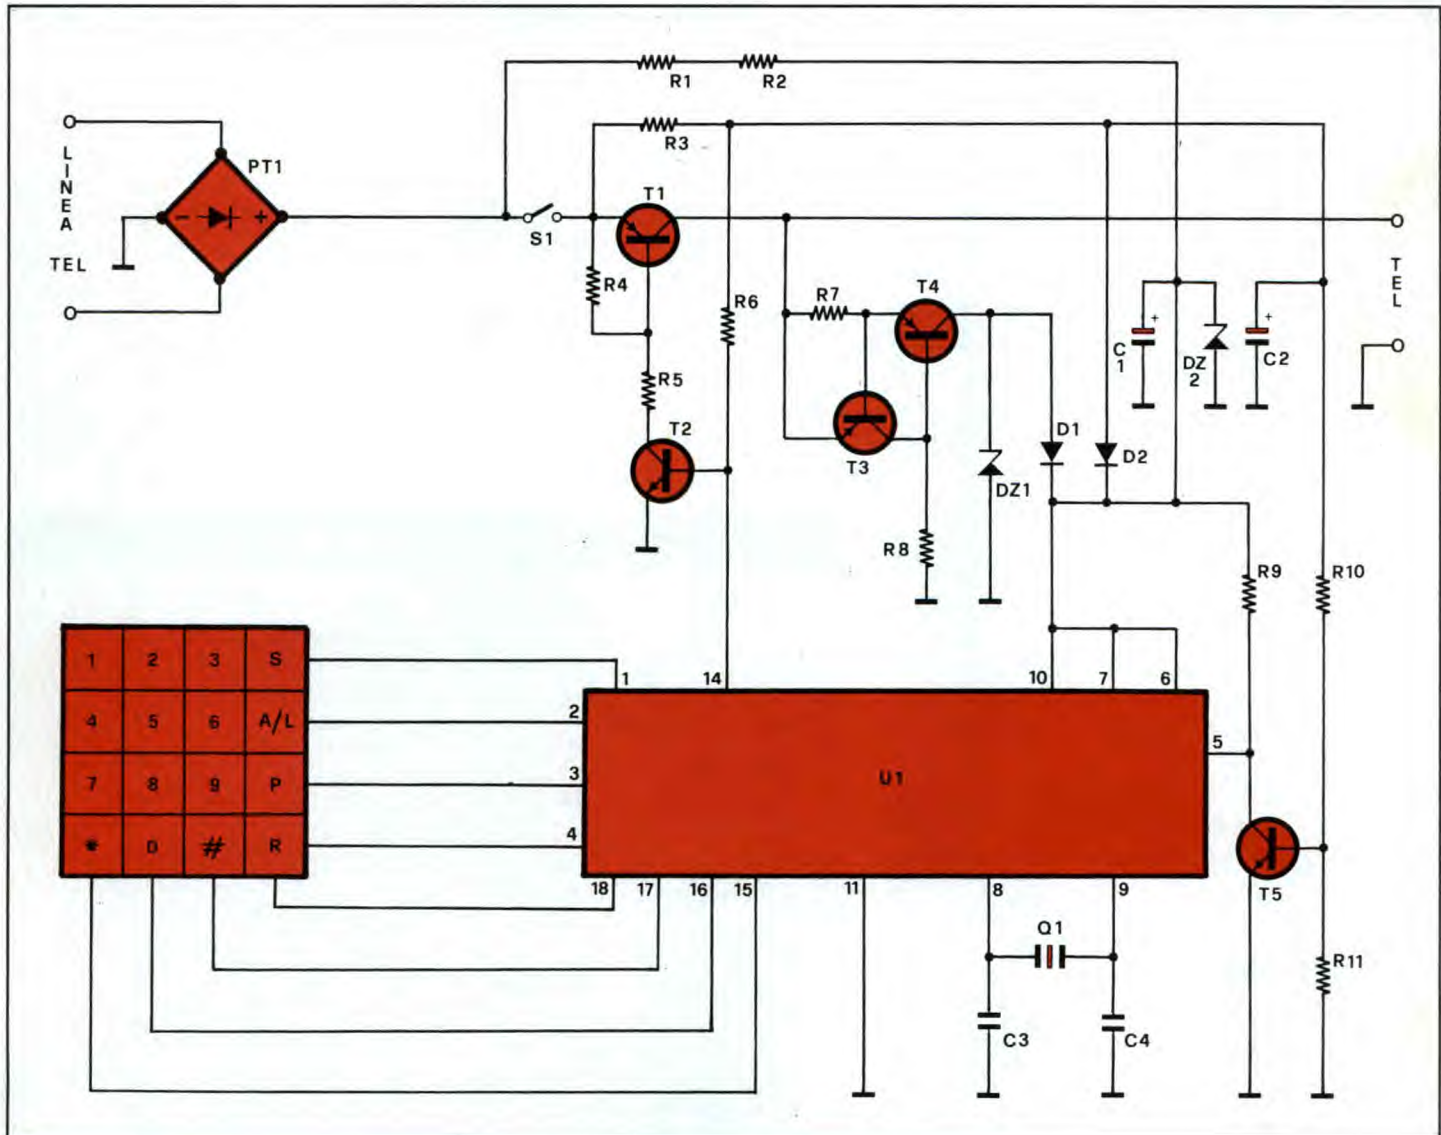 R1
R2
R3
LINEA
TEL
PT1
- +
S1
T1
R4
R5
R6
T2
R7
T4
T3
R8
DZ1
D1
D2
C1
+
DZ2
+
C2
TEL
R9
R10
1 2 3 S
4 5 6 A/L
7 8 9 P
* 0 # R
1
14
10
7
6
2
3
4
5
U1
18
17
16
15
11
8
9
Q1
C3
C4
T5
R11